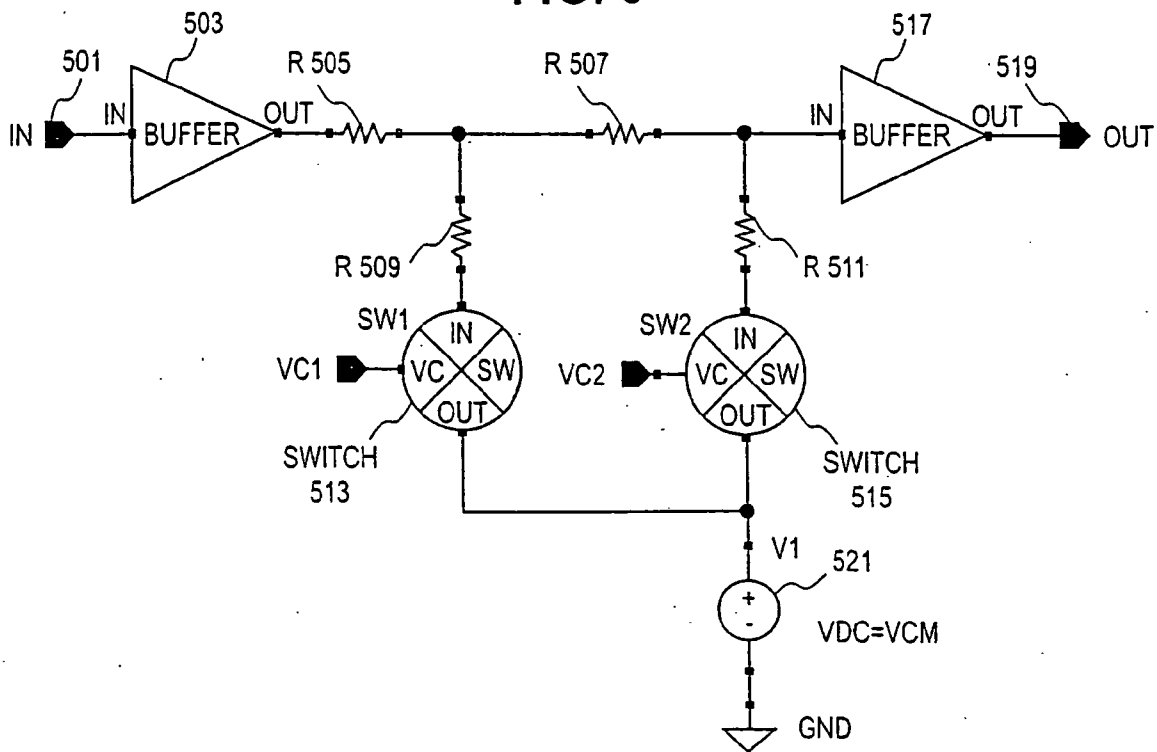 503
517
501
R 505
R 507
519
IN
IN
BUFFER
OUT
IN
BUFFER
OUT
OUT
R 509
R 511
SW1
IN
VC
SW
OUT
VC1
SW2
IN
VC
SW
OUT
VC2
SWITCH
513
SWITCH
515
V1
521
+
-
VDC=VCM
GND